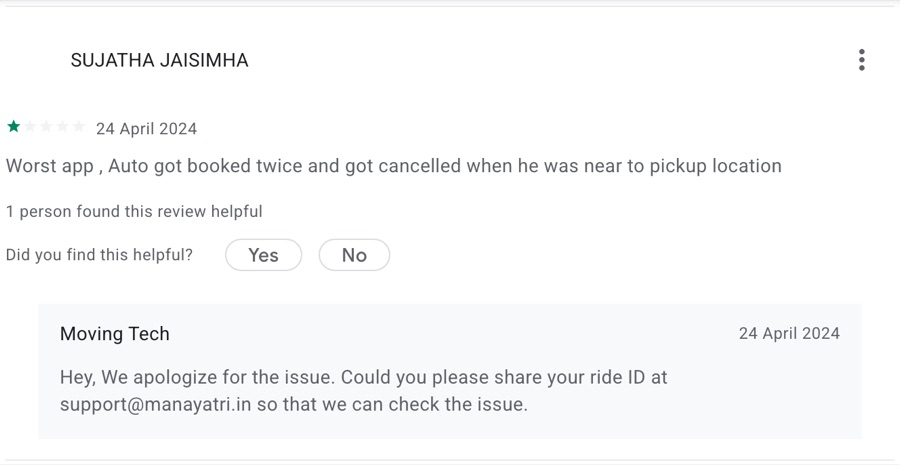 SUJATHA JAISIMHA
24 April 2024
Worst app , Auto got booked twice and got cancelled when he was near to pickup location
1 person found this review helpful
Did you find this helpful? Yes No
Moving Tech 24 April 2024
Hey, We apologize for the issue. Could you please share your ride ID at
support@manayatri.in so that we can check the issue.